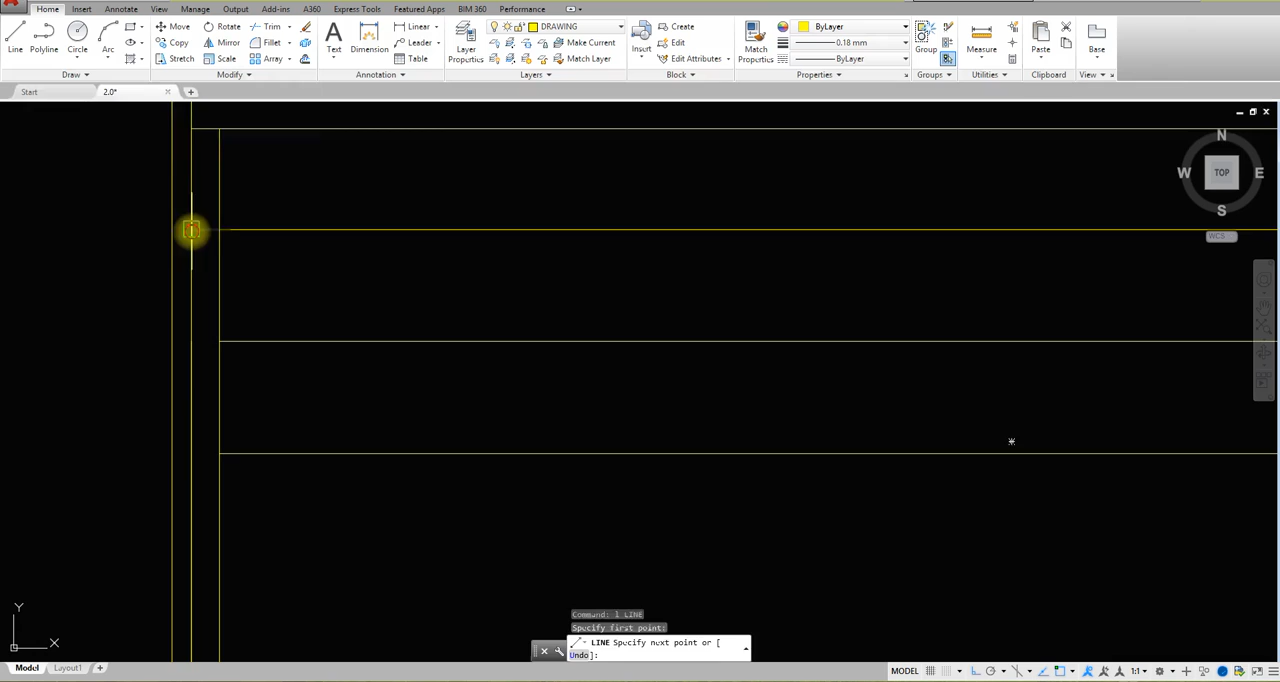 Home Insert Annotate View Manage Output Add-ins A360 Express Tools Featured Apps BIM 360 Performance
Line Polyline Circle Arc
Move Rotate Trim
Copy Mirror Fillet
Stretch Scale Array
Text Dimension
Linear
Leader
Table
Layer Properties
DRAWING
Make Current
Match Layer
Insert
Create
Edit
Edit Attributes
Match Properties
ByLayer
0.18 mm
ByLayer
Group
Measure
Paste
Base
Draw Modify Annotation Layers Block Properties Groups Utilities Clipboard View
Start 2.0*
N
W TOP E
S
WCS
Y
X
Command: l LINE
Specify first point:
LINE Specify next point or [
Undo]:
Model Layout1 +
MODEL 1:1